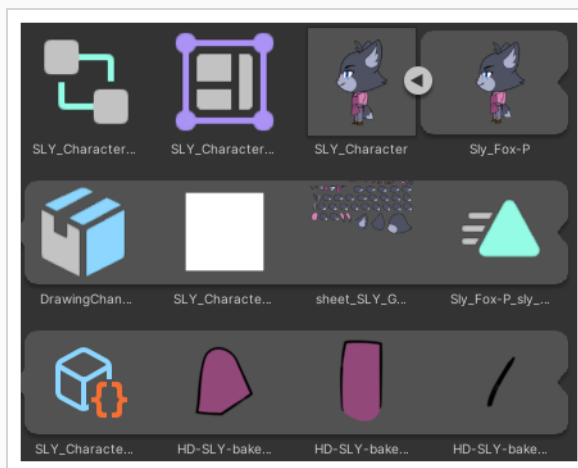 SLY_Character...
SLY_Character...
SLY_Character
Sly_Fox-P
DrawingChan...
SLY_Characte...
sheet_SLY_G...
Sly_Fox-P_sly_...
SLY_Characte...
HD-SLY-bake...
HD-SLY-bake...
HD-SLY-bake...